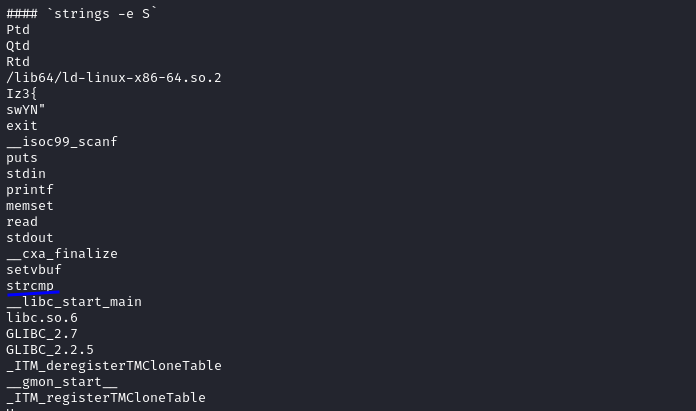 #### `strings -e S`
Ptd
Qtd
Rtd
/lib64/ld-linux-x86-64.so.2
Iz3{
swYN"
exit
__isoc99_scanf
puts
stdin
printf
memset
read
stdout
__cxa_finalize
setvbuf
strcmp
__libc_start_main
libc.so.6
GLIBC_2.7
GLIBC_2.2.5
_ITM_deregisterTMCloneTable
__gmon_start__
_ITM_registerTMCloneTable